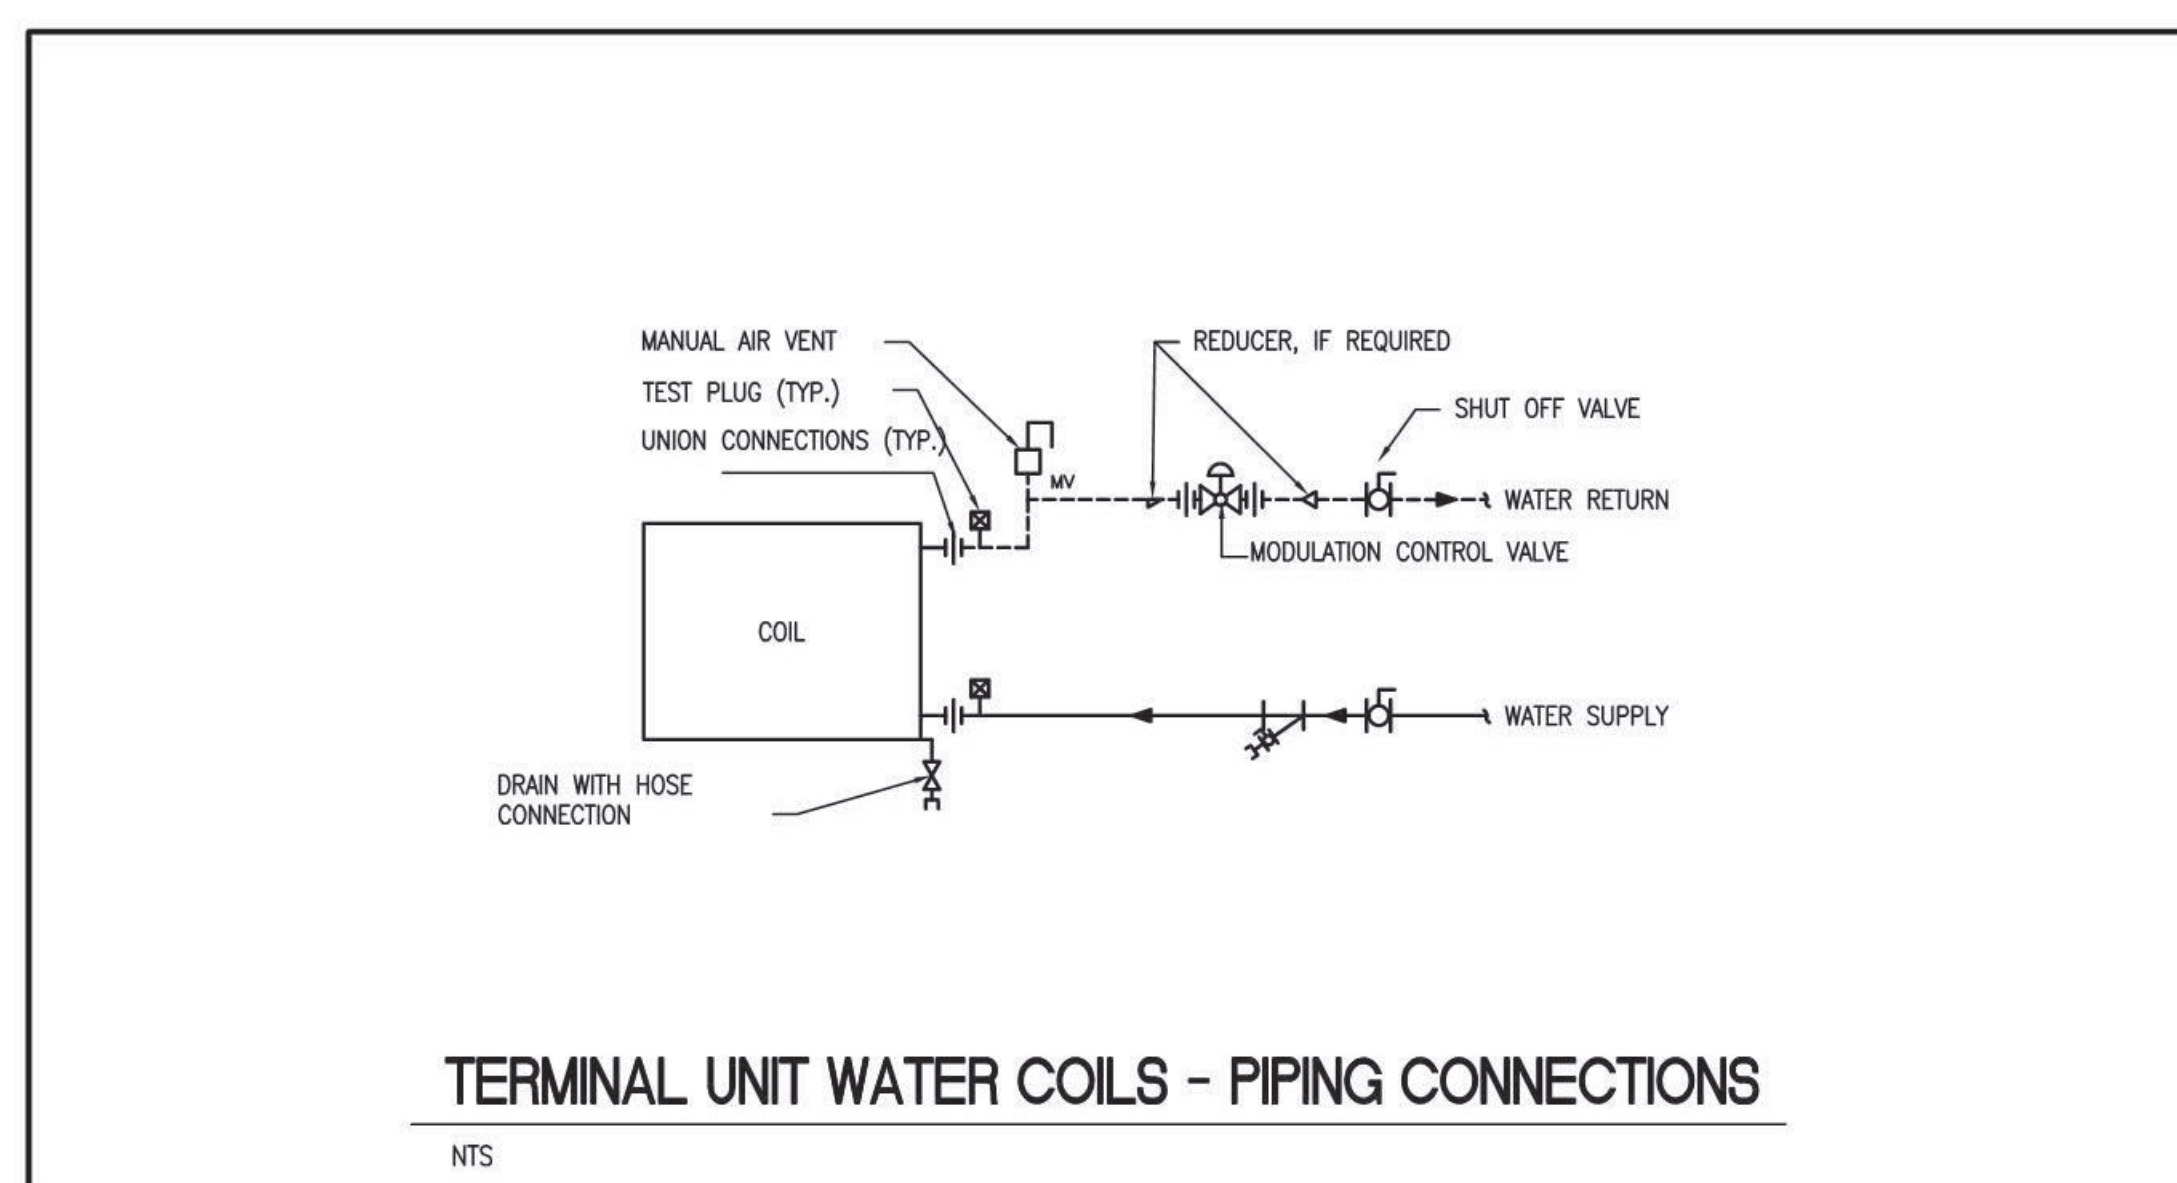 MANUAL AIR VENT
REDUCER, IF REQUIRED
TEST PLUG (TYP.)
SHUT OFF VALVE
UNION CONNECTIONS (TYP.)
MV
WATER RETURN
MODULATION CONTROL VALVE
COIL
WATER SUPPLY
DRAIN WITH HOSE
CONNECTION
TERMINAL UNIT WATER COILS - PIPING CONNECTIONS
NTS